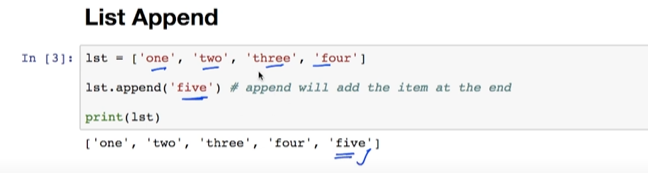 List Append
In [3]: lst = ['one', 'two', 'three', 'four']
lst.append('five') # append will add the item at the end
print(lst)
['one', 'two', 'three', 'four', 'five']